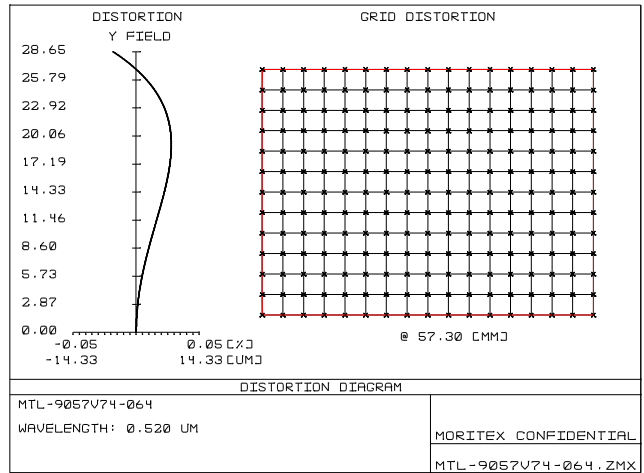 DISTORTION
Y FIELD
GRID DISTORTION
28.65
25.79
22.92
20.06
17.19
14.33
11.46
8.60
5.73
2.87
0.00
-0.05 0.05 [%]
-14.33 14.33 [UM]
@ 57.30 [MM]
DISTORTION DIAGRAM
MTL-9057V74-064
WAVELENGTH: 0.520 UM
MORITEX CONFIDENTIAL
MTL-9057V74-064.ZMX